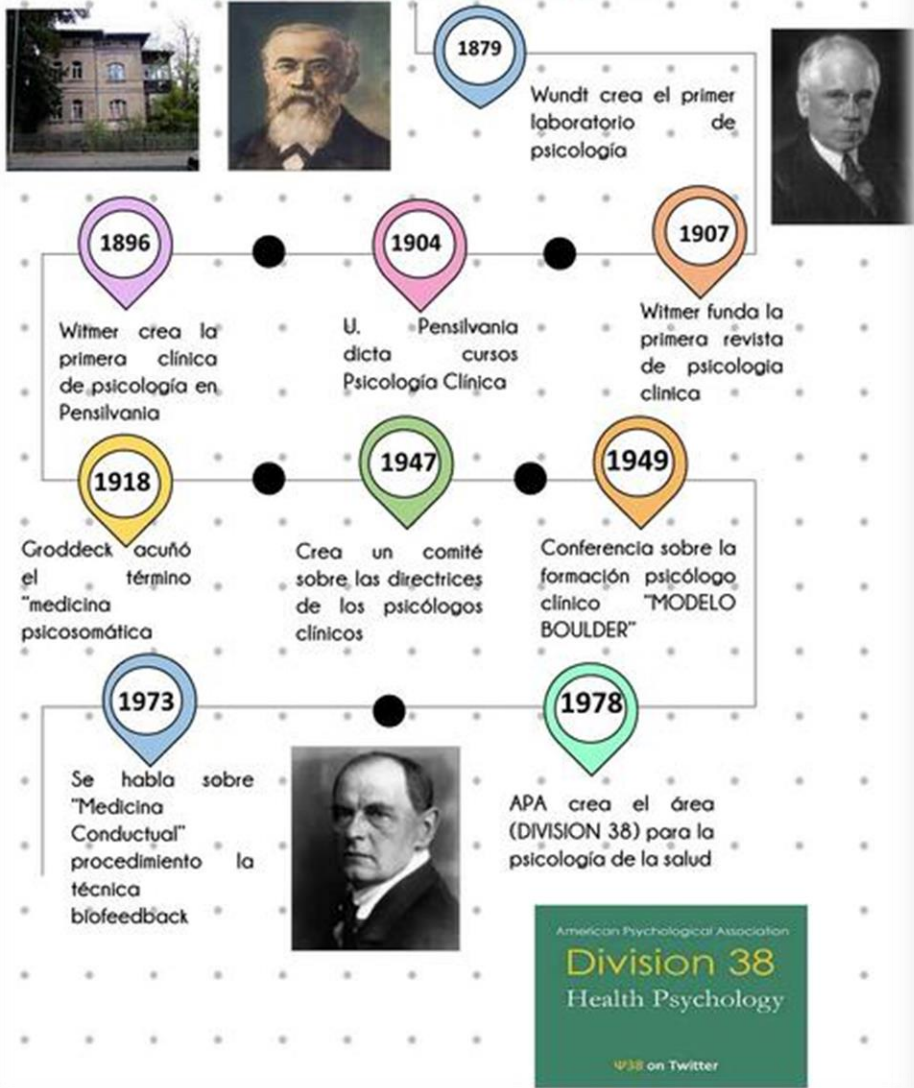 1879
Wundt crea el primer
laboratorio de
psicología
1896
Witmer crea la
primera clínica
de psicología en
Pensilvania
1904
U. Pensilvania
dicta cursos
Psicología Clínica
1907
Witmer funda la
primera revista
de psicologia
clinica
1918
Groddeck acuñó
el término
"medicina
psicosomática
1947
Crea un comité
sobre las directrices
de los psicólogos
clínicos
1949
Conferencia sobre la
formación psicólogo
clínico "MODELO
BOULDER"
1973
Se habla sobre
"Medicina
Conductual"
procedimiento la
técnica
biofeedback
1978
APA crea el área
(DIVISION 38) para la
psicología de la salud
American Psychological Association
Division 38
Health Psychology
Ψ38 on Twitter